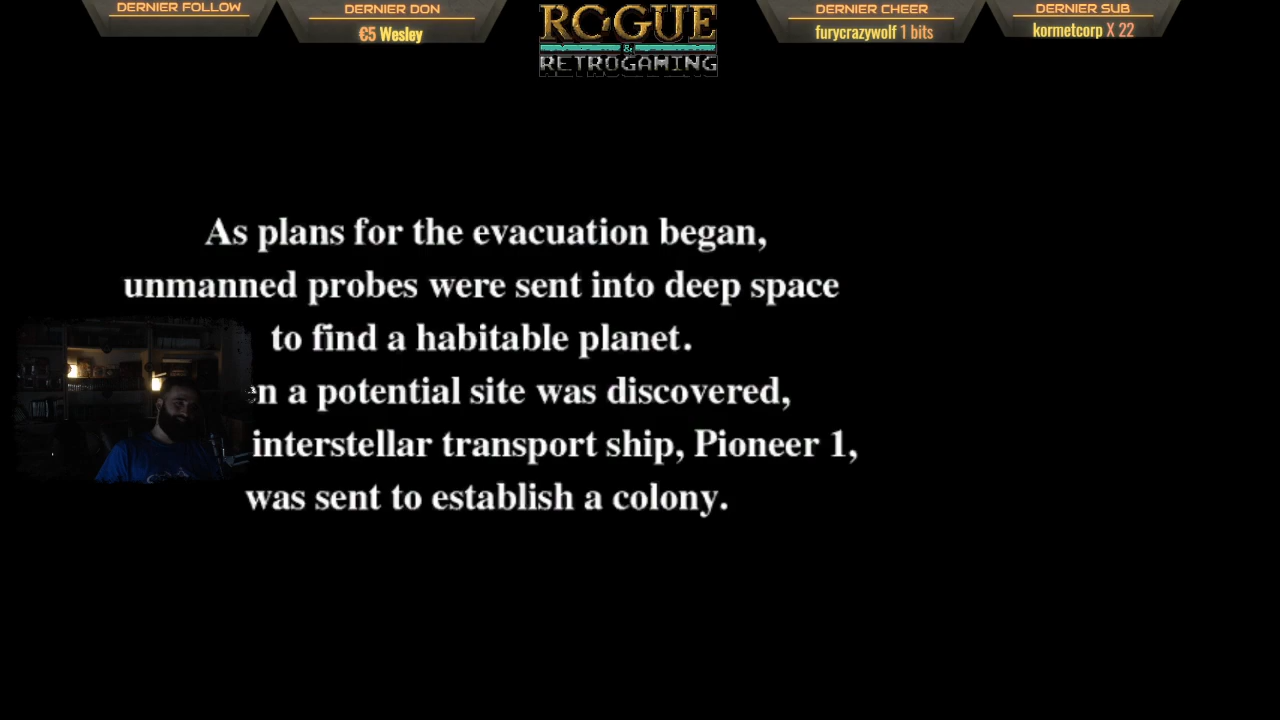 DERNIER FOLLOW
DERNIER DON
€5 Wesley
ROGUE
&
RETROGAMING
DERNIER CHEER
furycrazywolf 1 bits
DERNIER SUB
kormetcorp X 22
As plans for the evacuation began,
unmanned probes were sent into deep space
to find a habitable planet.
a potential site was discovered,
interstellar transport ship, Pioneer 1,
was sent to establish a colony.